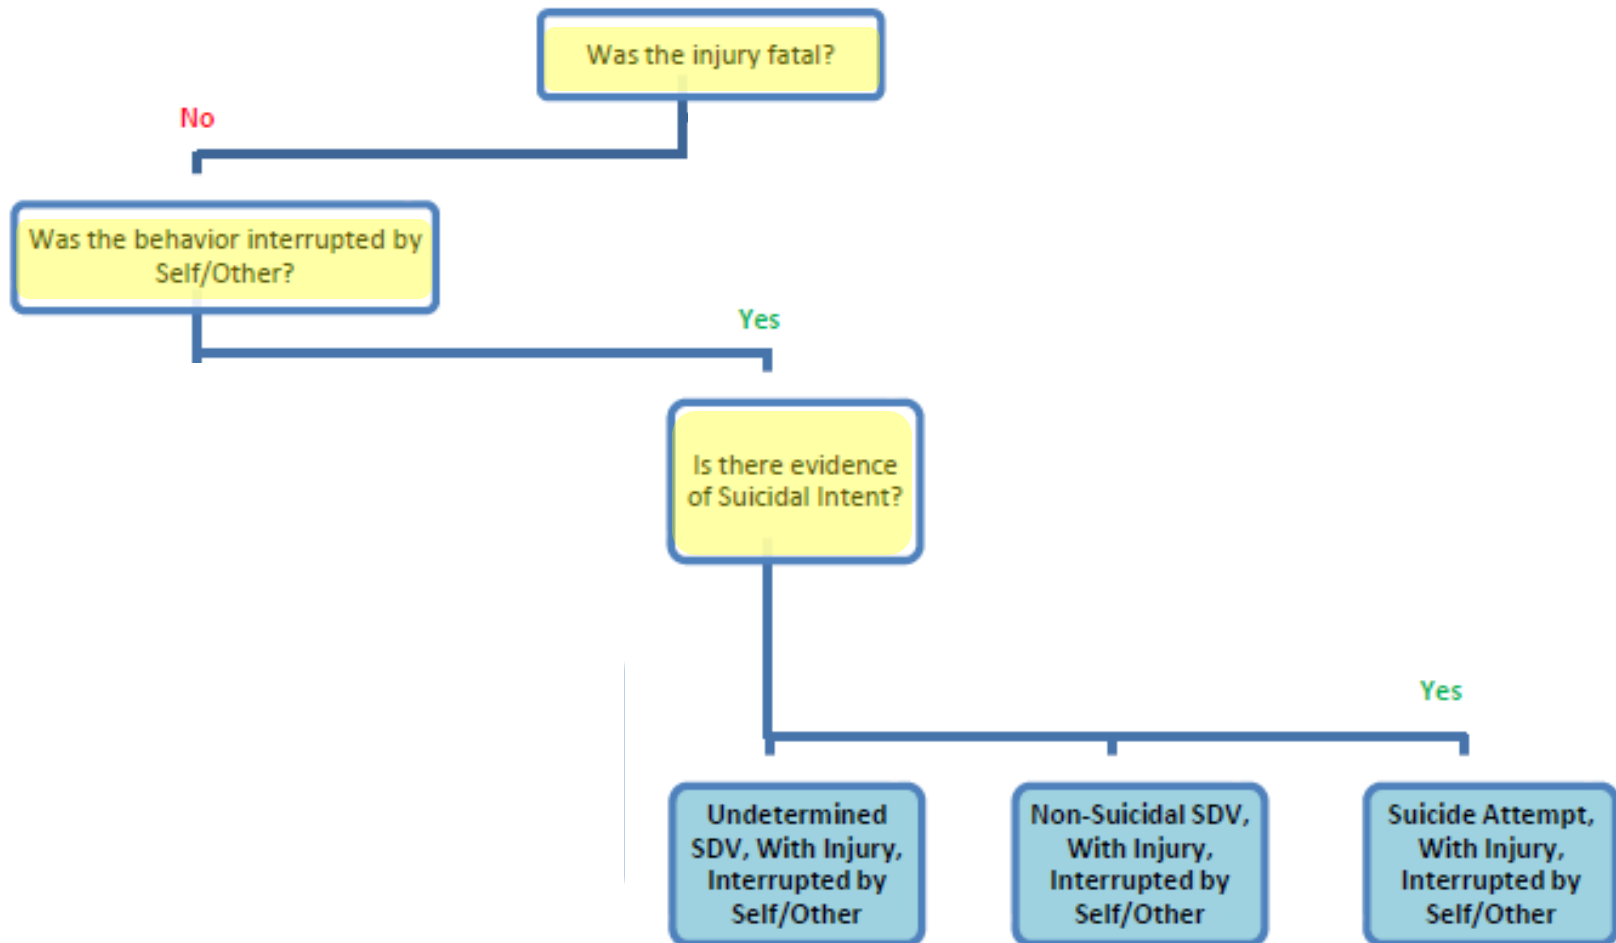 Was the injury fatal?
No
Was the behavior interrupted by
Self/Other?
Yes
Is there evidence
of Suicidal Intent?
Yes
Undetermined
SDV, With Injury,
Interrupted by
Self/Other
Non-Suicidal SDV,
With Injury,
Interrupted by
Self/Other
Suicide Attempt,
With Injury,
Interrupted by
Self/Other